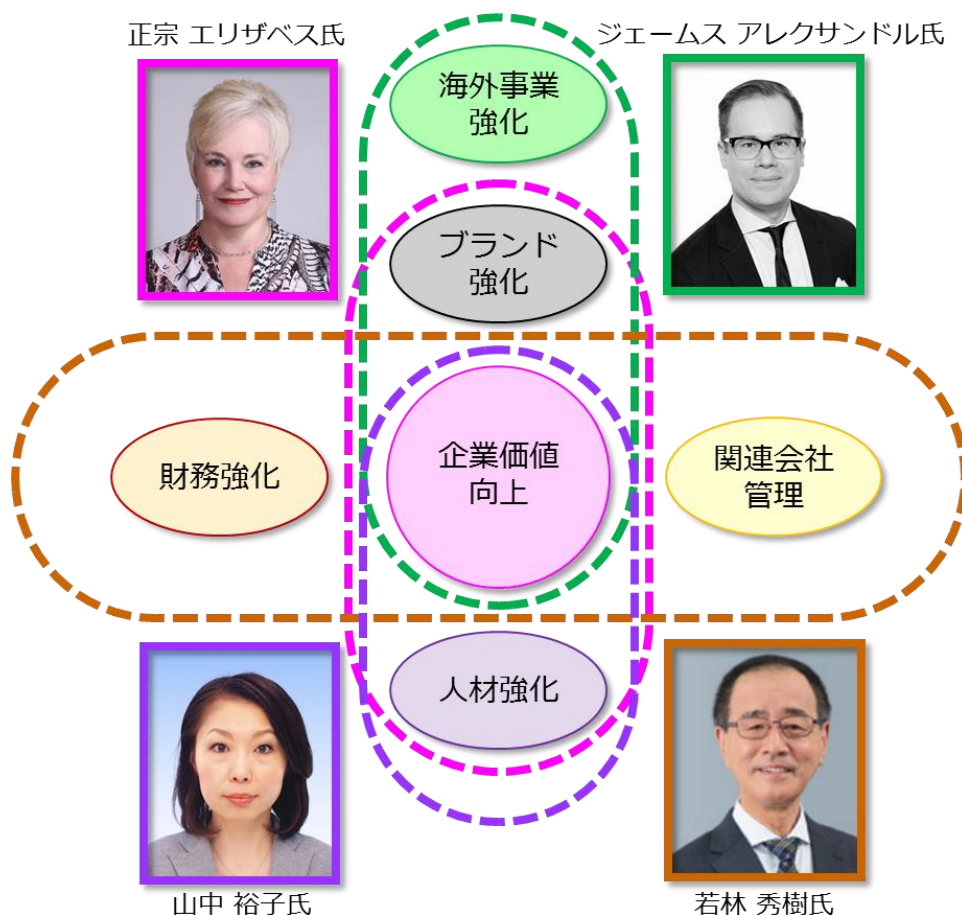 正宗 エリザベス氏
ジェームス アレクサンドル氏
海外事業
強化
ブランド
強化
財務強化
企業価値
向上
関連会社
管理
人材強化
山中 裕子氏
若林 秀樹氏